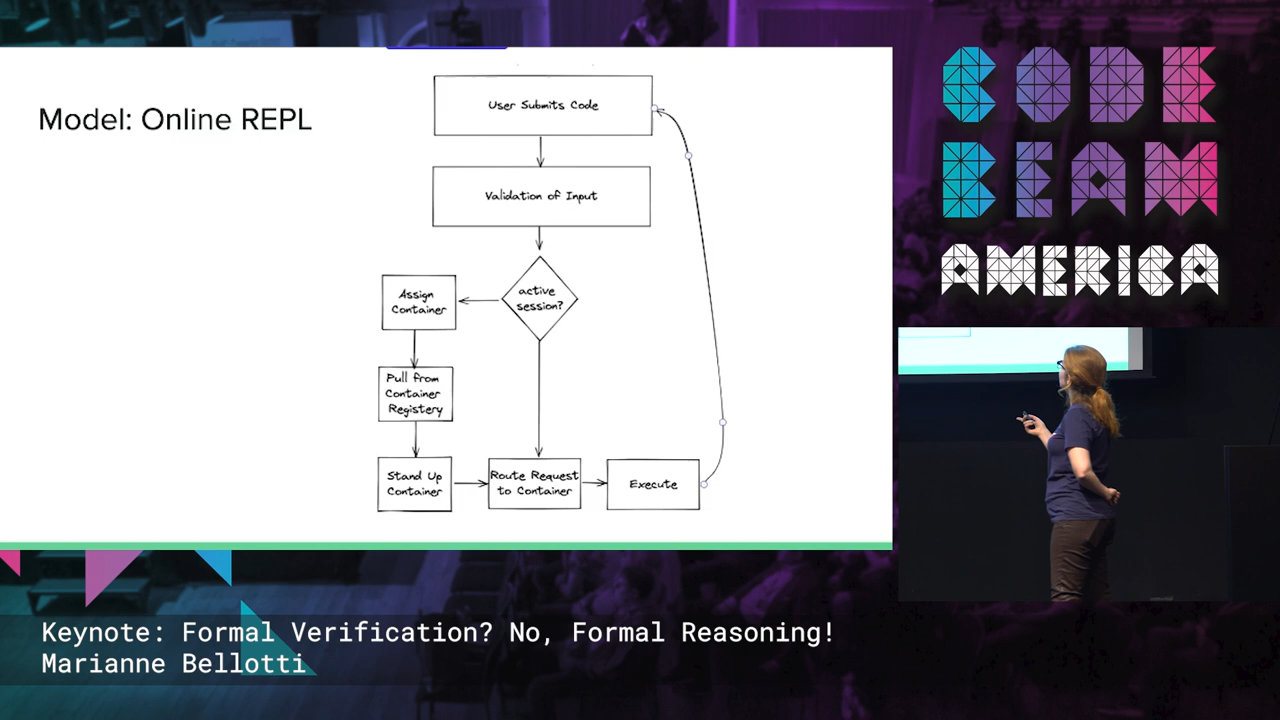 Model: Online REPL
User Submits Code
Validation of Input
active
session?
Assign
Container
Pull from
Container
Registery
Stand Up
Container
Route Request
to Container
Execute
CODE
BEAM
AMERICA
Keynote: Formal Verification? No, Formal Reasoning!
Marianne Bellotti